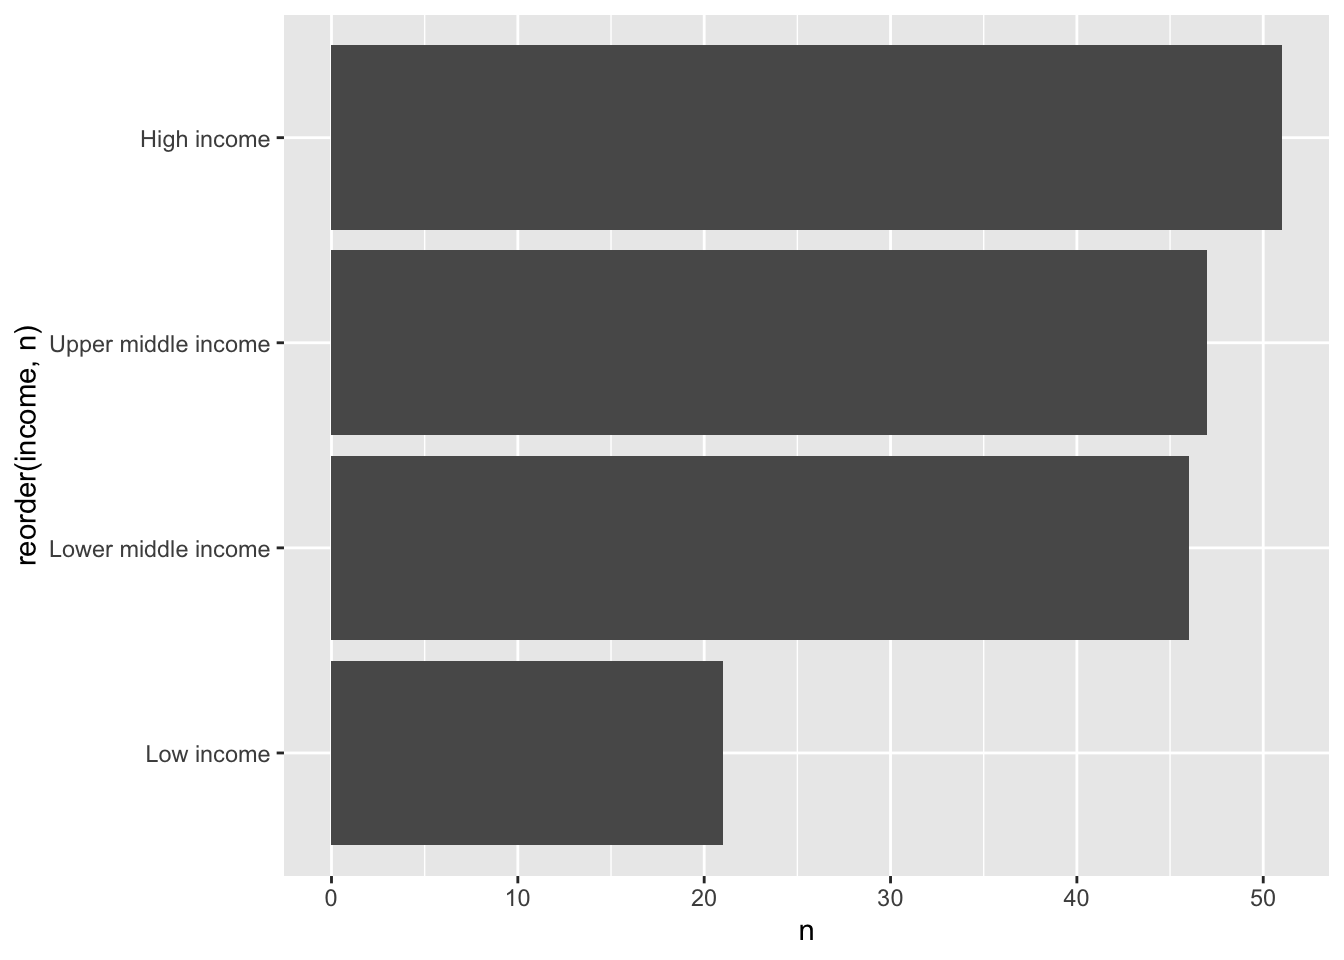 High income
Upper middle income
Lower middle income
Low income
reorder(income, n)
0 10 20 30 40 50
n